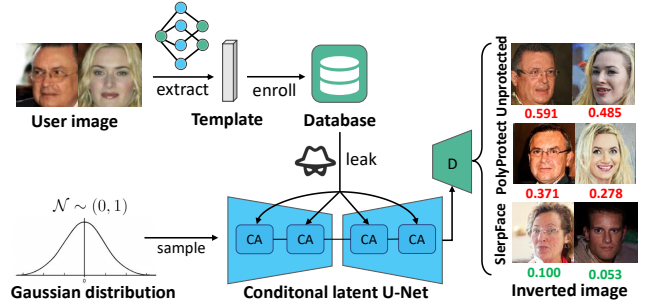 User image
extract
Template
enroll
Database
leak
𝒩 ~ (0, 1)
0
Gaussian distribution
sample
CA
CA
CA
CA
Conditonal latent U-Net
D
Unprotected
0.591
0.485
PolyProtect
0.371
0.278
SlerpFace
0.100
0.053
Inverted image